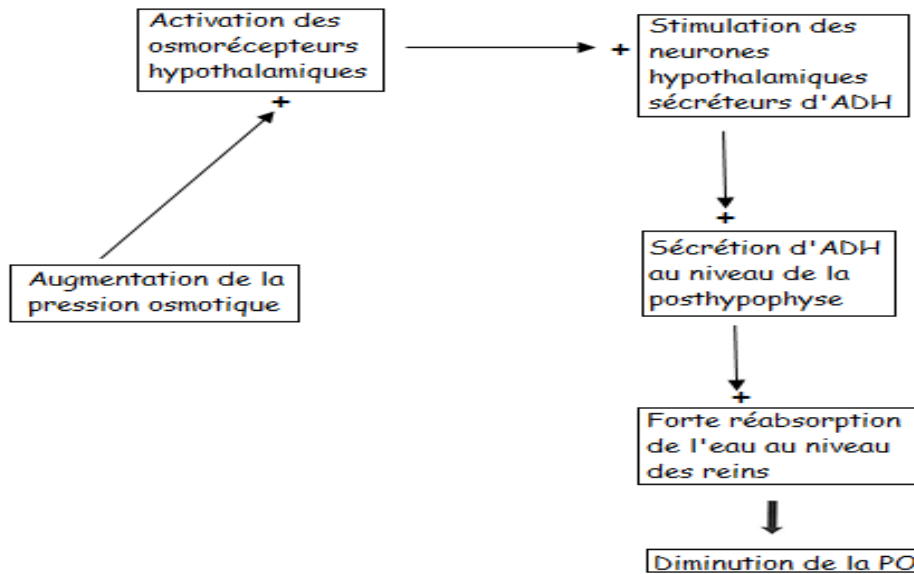 Activation des
osmorécepteurs
hypothalamiques
+
+
Stimulation des
neurones
hypothalamiques
sécréteurs d'ADH
+
Sécrétion d'ADH
au niveau de la
posthypophyse
Augmentation de la
pression osmotique
+
Forte réabsorption
de l'eau au niveau
des reins
Diminution de la PO